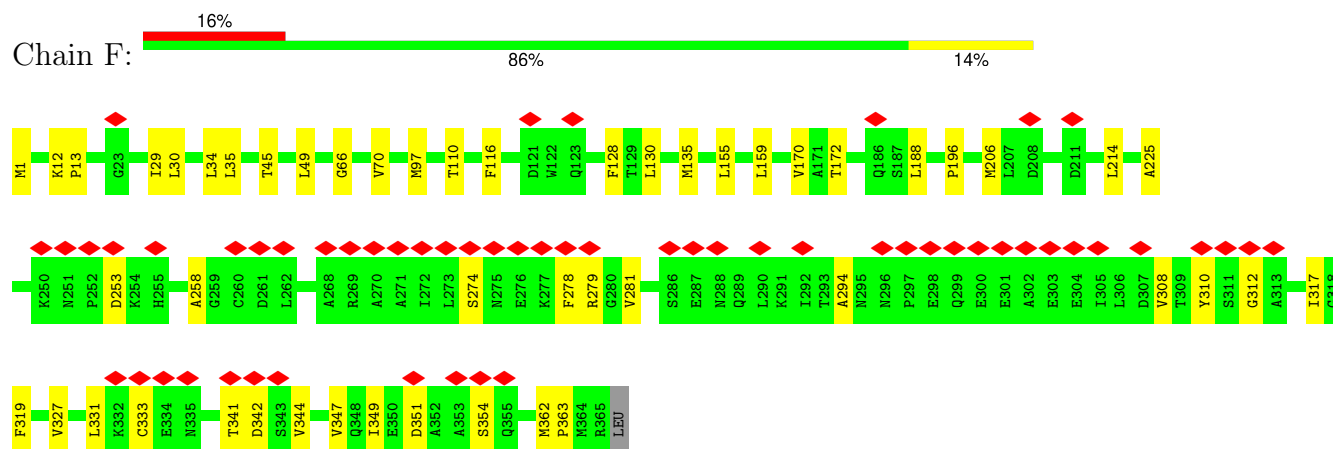 16%
Chain F:
86% 14%
M1 K12 P13 G23 I29 L30 L34 L35 T45 L49 G66 V70 M97 T110 F116 D121 W122 Q123 F128 T129 L130 M135 L155 L159 V170 A171 T172 Q186 S187 L188 P196 M206 L207 D208 D211 L214 A225
K250 N251 P252 D253 K254 H255 A258 G259 G260 D261 L262 A268 R269 A270 A271 I272 L273 S274 N275 E276 K277 F278 R279 G280 V281 S286 E287 N288 Q289 L290 K291 I292 T293 A294 N295 N296 P297 E298 Q299 E300 E301 A302 E303 E304 I305 L306 D307 V308 T309 Y310 S311 G312 A313 I317 G318
F319 V327 L331 K332 C333 E334 N335 T341 D342 S343 V344 V347 Q348 I349 E350 D351 A352 A353 S354 Q355 M362 P363 M364 R365 LEU